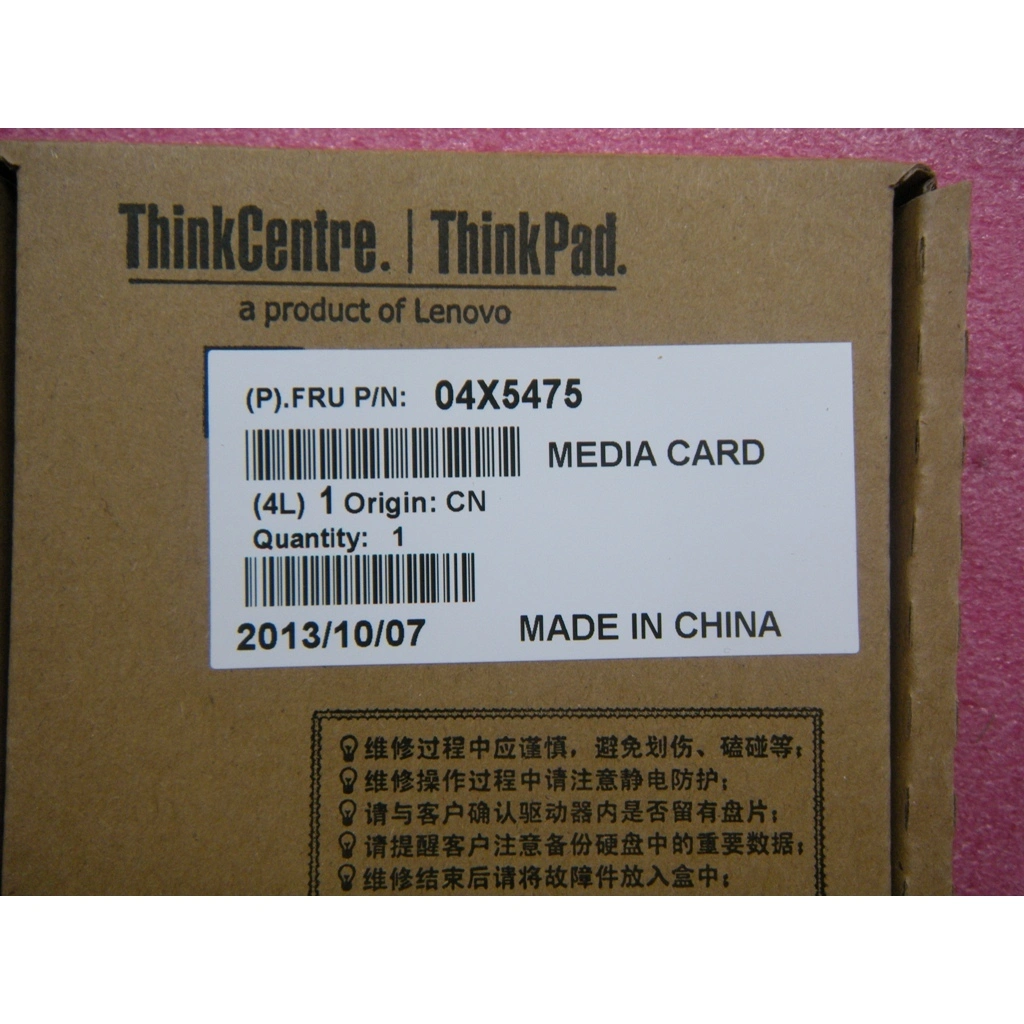 ThinkCentre. | ThinkPad.
a product of Lenovo
(P).FRU P/N: 04X5475
MEDIA CARD
(4L) 1 Origin: CN
Quantity: 1
2013/10/07 MADE IN CHINA
维修过程中应谨慎，避免划伤、磕碰等；
维修操作过程中请注意静电防护；
请与客户确认驱动器内是否留有盘片；
请提醒客户注意备份硬盘中的重要数据；
维修结束后请将故障件放入盒中；